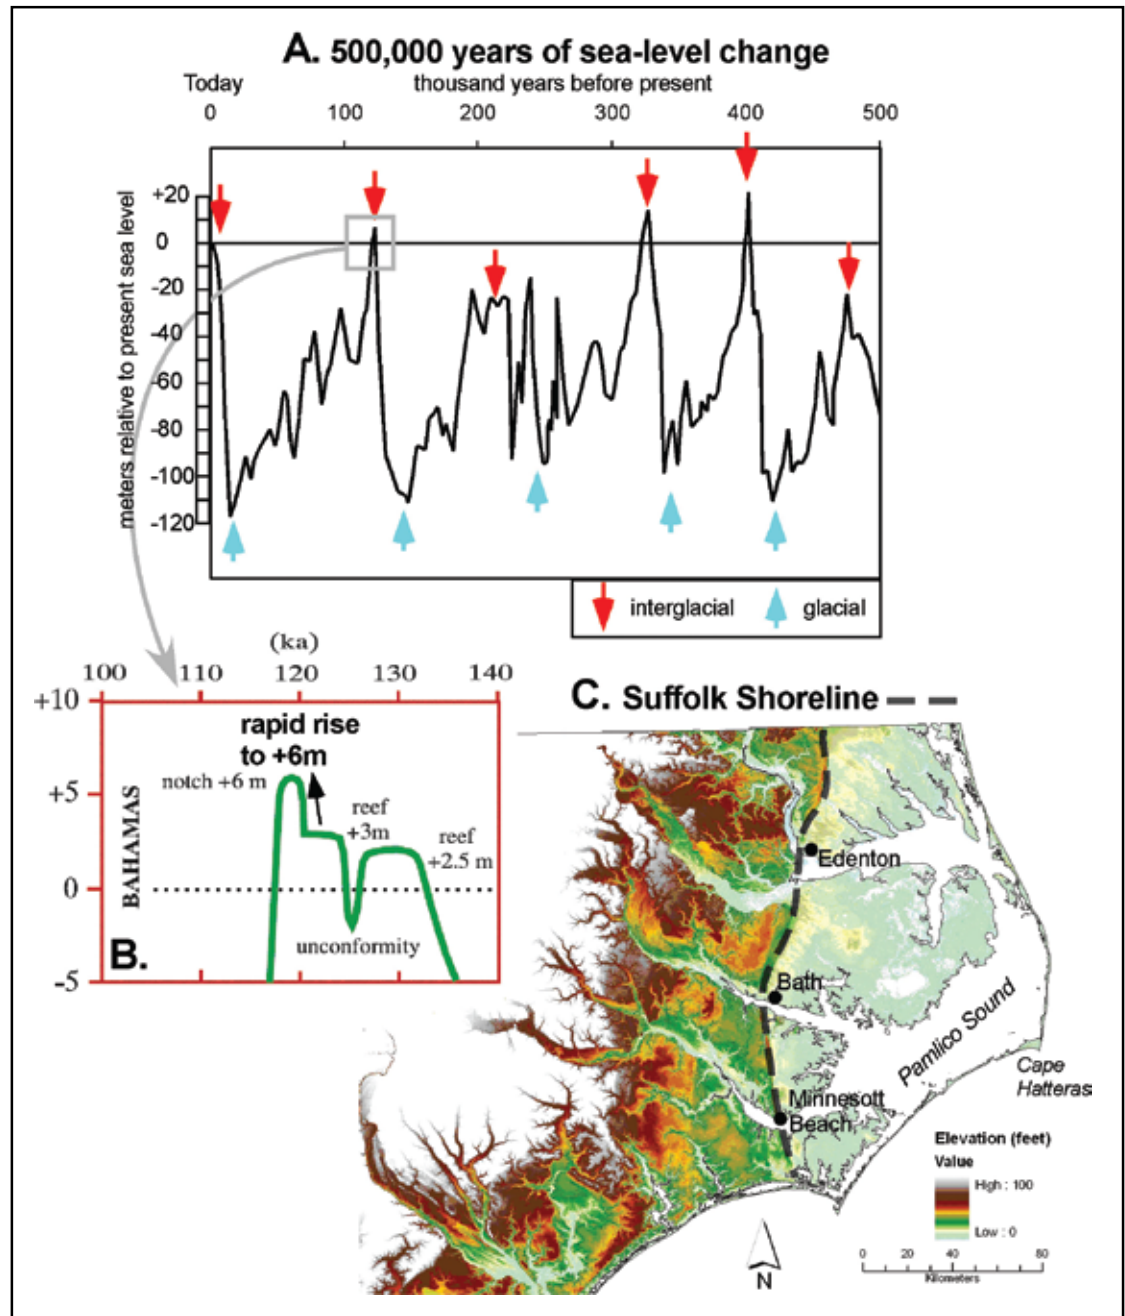 A. 500,000 years of sea-level change
Today thousand years before present
0 100 200 300 400 500
meters relative to present sea level
+20
0
-20
-40
-60
-80
-100
-120
interglacial glacial
(ka)
100 110 120 130 140
+10
+5
0
-5
BAHAMAS
rapid rise
to +6m
notch +6 m
reef
+3m
reef
+2.5 m
unconformity
B.
C. Suffolk Shoreline
Edenton
Bath
Pamlico Sound
Cape
Hatteras
Minnesott
Beach
Elevation (feet)
Value
High : 100
Low : 0
0 20 40 80
Kilometers
N